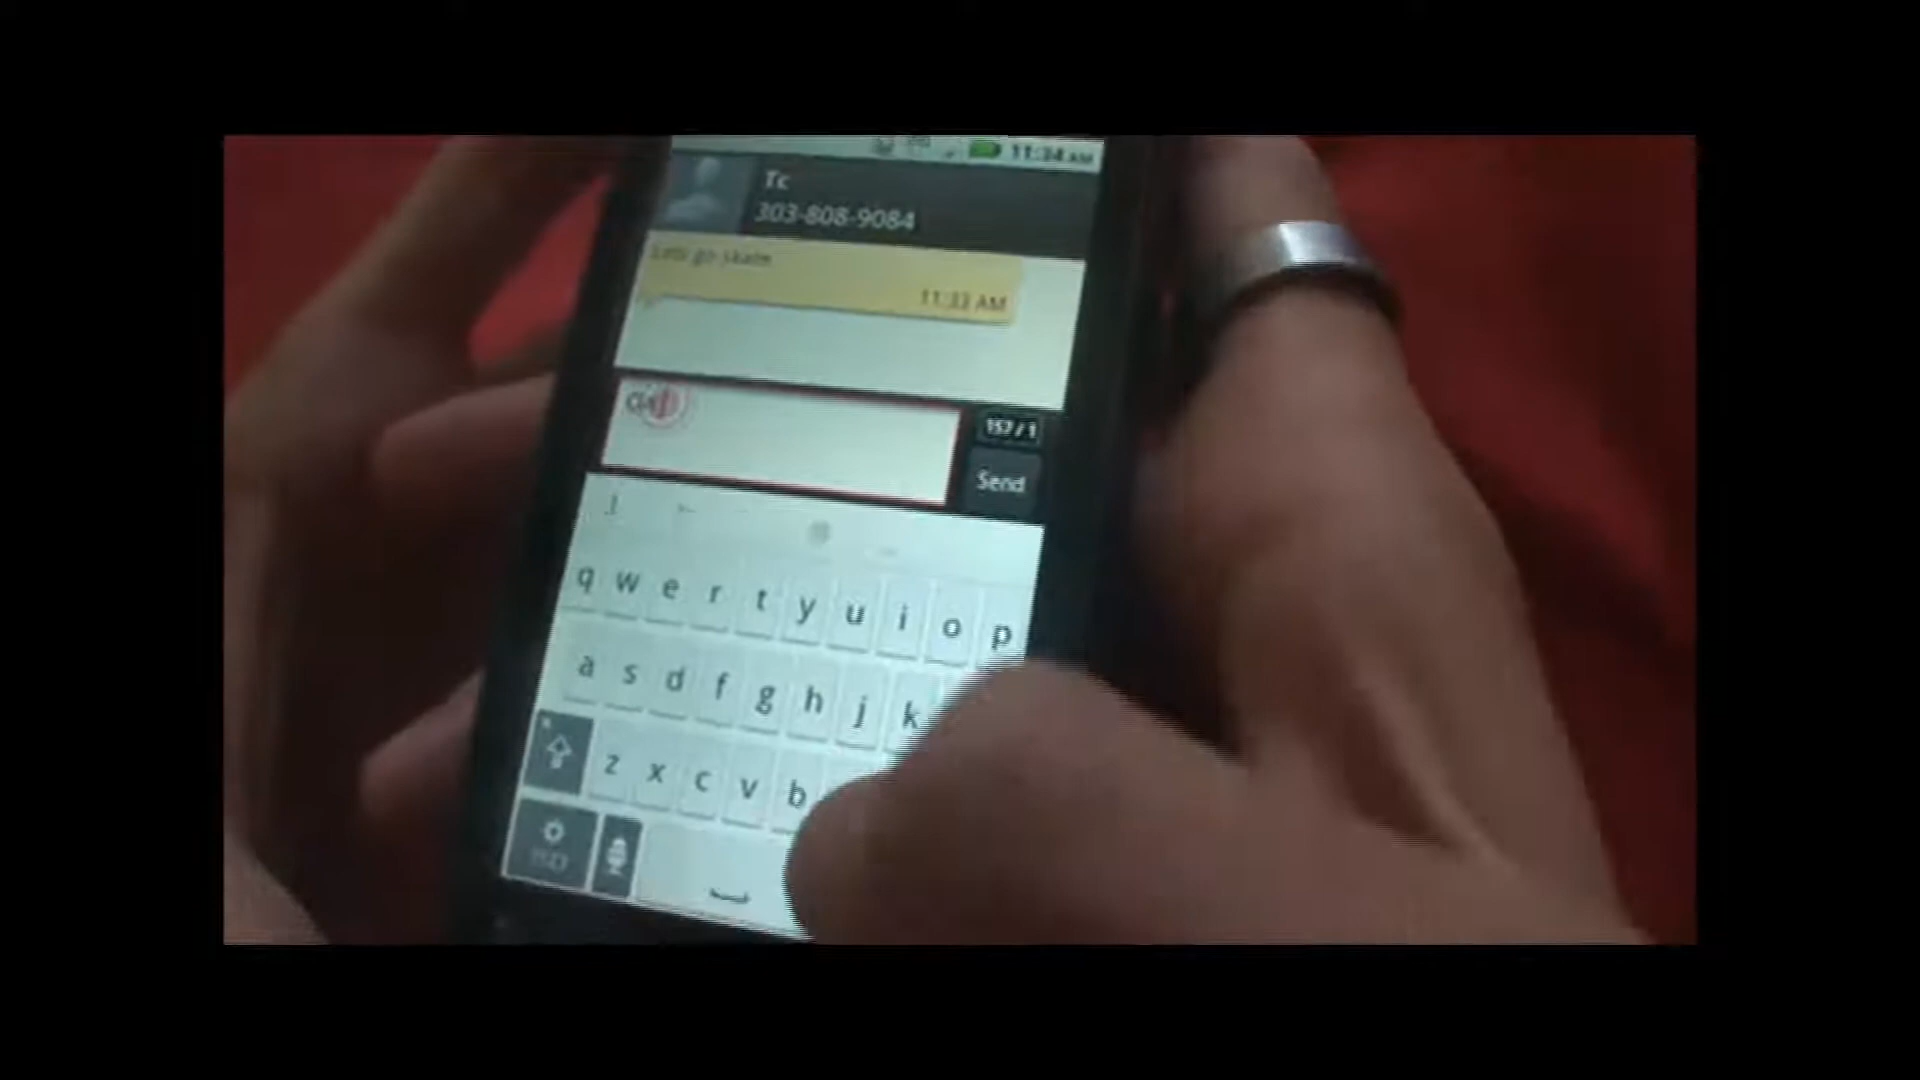 11:34 AM
Tc
303-808-9084
Lets go skate
11:33 AM
157 / 1
Send
q w e r t y u i o p
a s d f g h j k
z x c v b